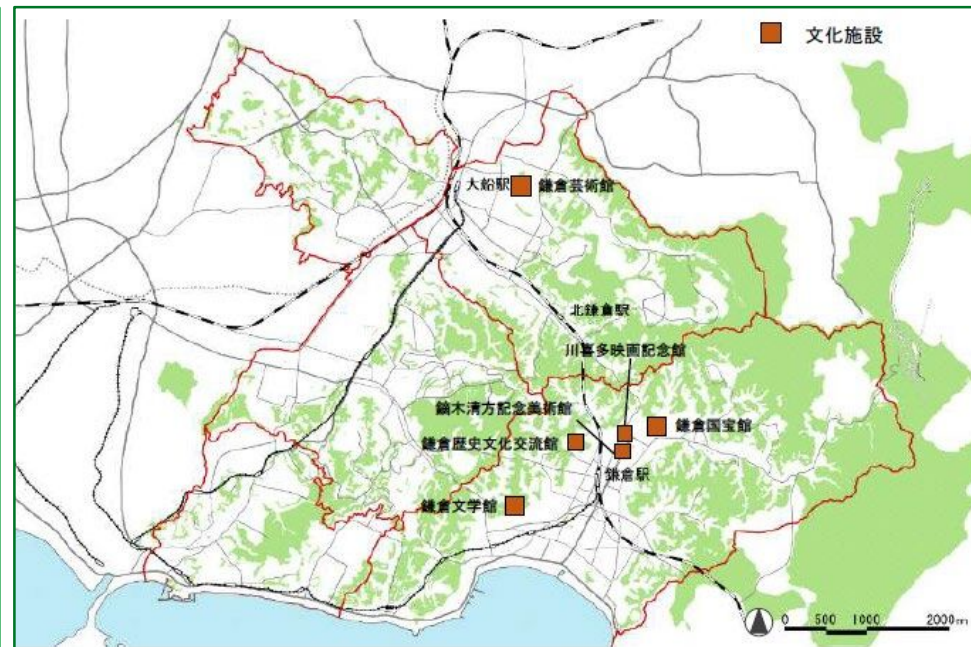 文化施設
大船駅
鎌倉芸術館
北鎌倉駅
川喜多映画記念館
鏑木清方記念美術館
鎌倉国宝館
鎌倉歴史文化交流館
鎌倉駅
鎌倉文学館
0 500 1000 2000m